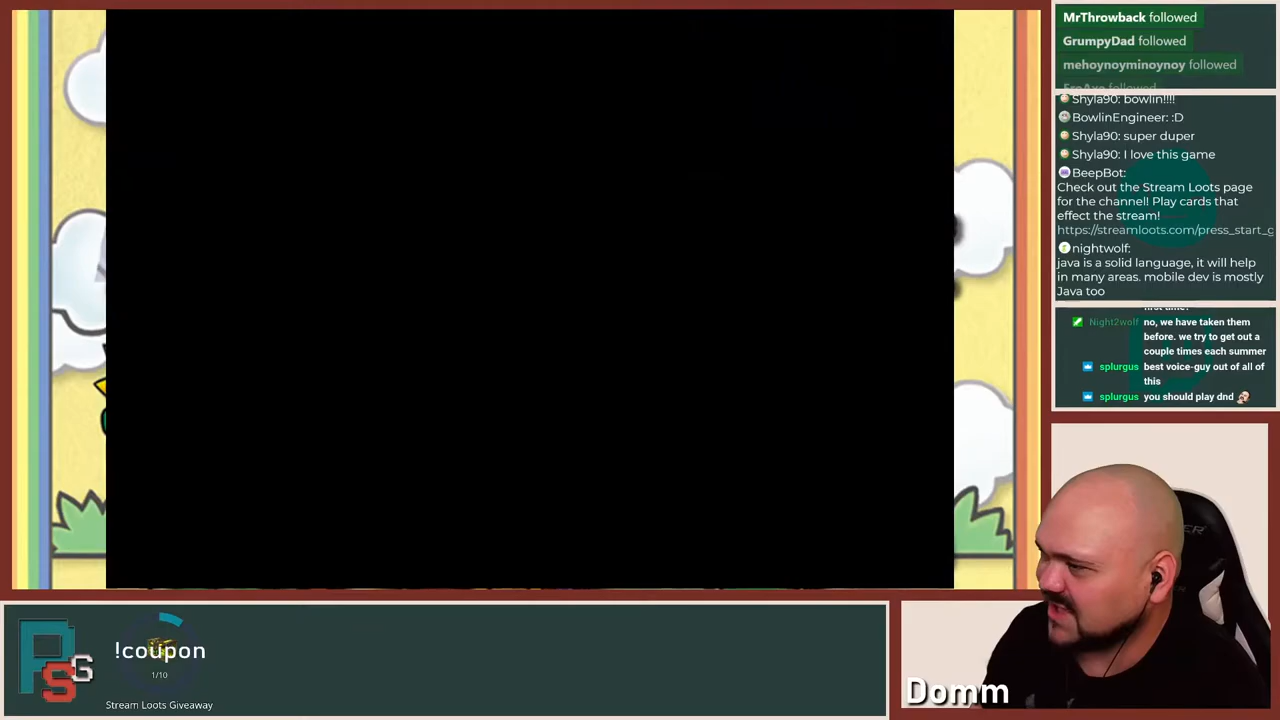 MrThrowback followed
GrumpyDad followed
mehoynoyminoynoy followed
followed
Shyla90: bowlin!!!!
BowlinEngineer: :D
Shyla90: super duper
Shyla90: I love this game
BeepBot:
Check out the Stream Loots page
for the channel! Play cards that
effect the stream!
https://streamloots.com/press_start_g
nightwolf:
java is a solid language, it will help
in many areas. mobile dev is mostly
Java too
first time?
Night2wolf no, we have taken them
before. we try to get out a
couple times each summer
splurgus best voice-guy out of all of
this
splurgus you should play dnd
PSG
!coupon
1/10
Stream Loots Giveaway
Domm